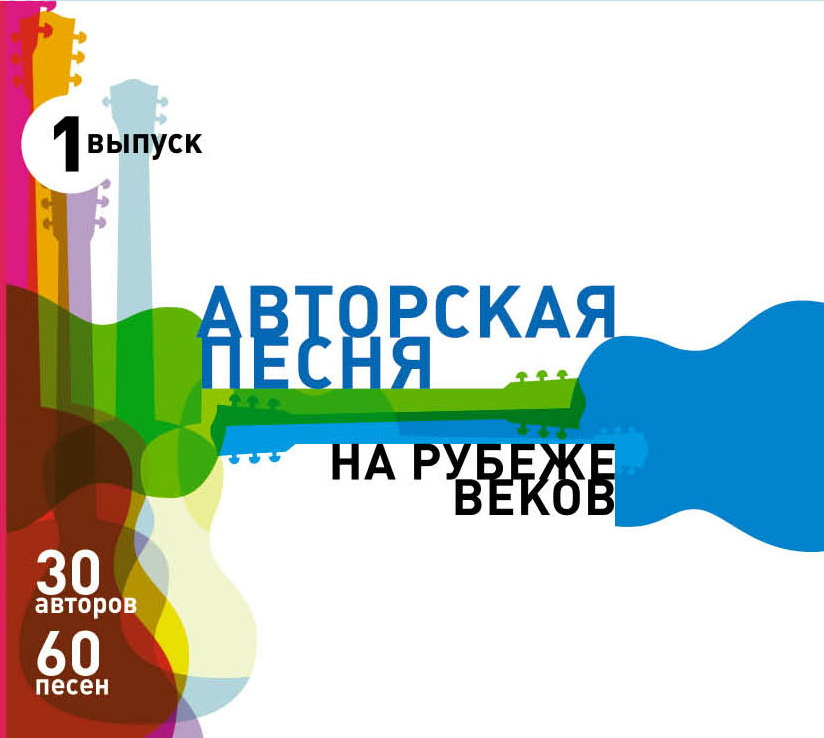 1 выпуск
АВТОРСКАЯ
ПЕСНЯ
НА РУБЕЖЕ
ВЕКОВ
30
авторов
60
песен